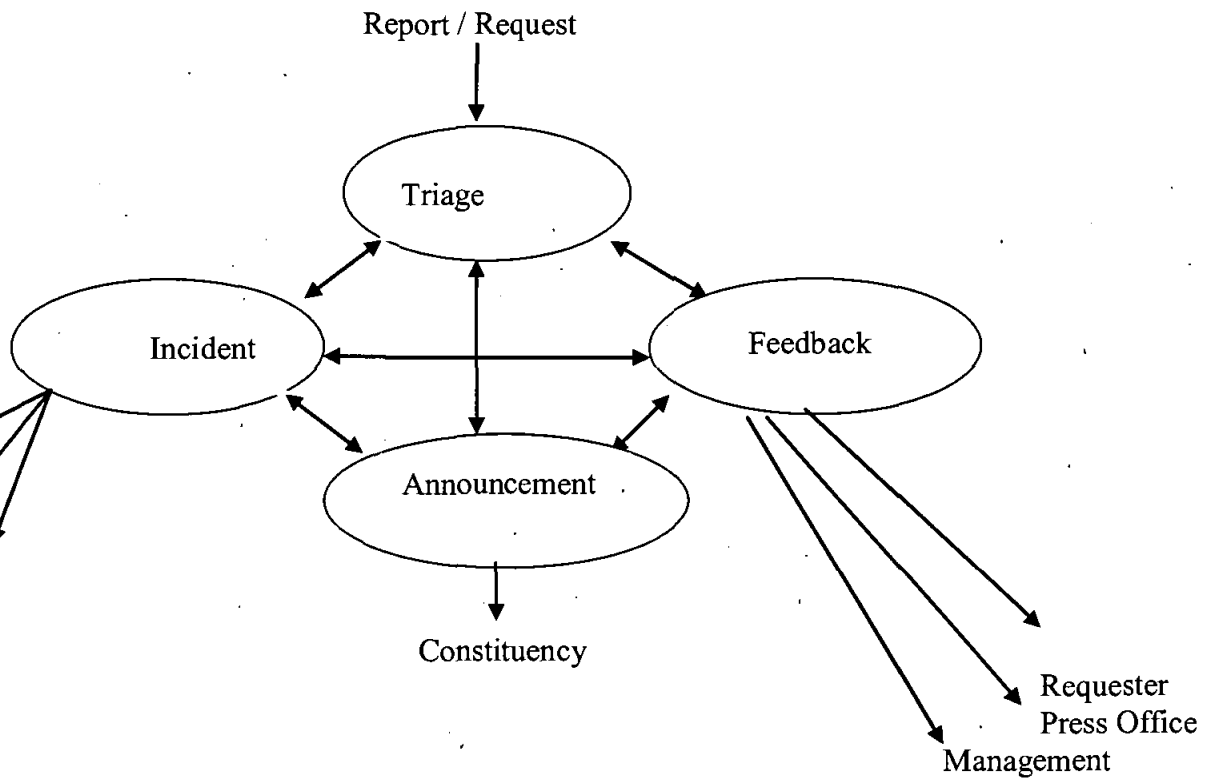 Report / Request
Triage
Incident
Feedback
Announcement
Constituency
Requester
Press Office
Management